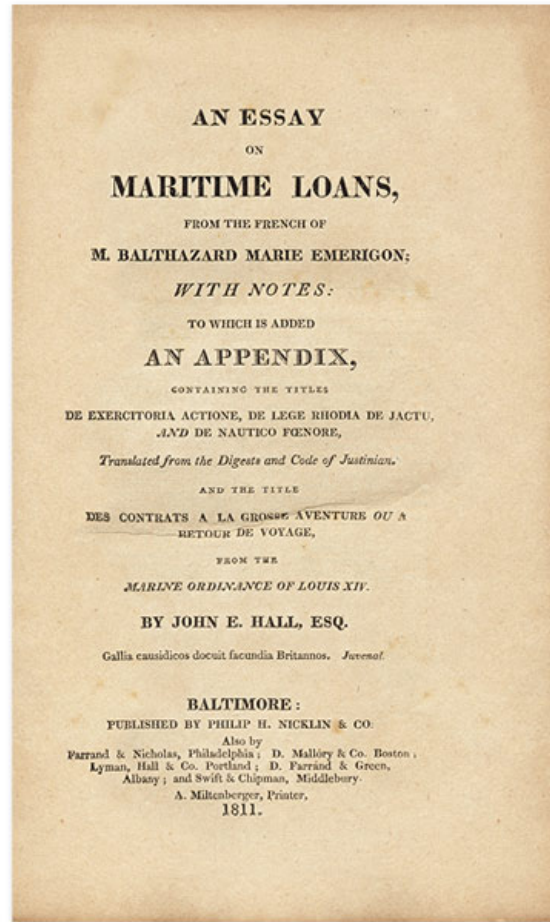 AN ESSAY
ON
MARITIME LOANS,
FROM THE FRENCH OF
M. BALTHAZARD MARIE EMERIGON;
WITH NOTES:
TO WHICH IS ADDED
AN APPENDIX,
CONTAINING THE TITLES
DE EXERCITORIA ACTIONE, DE LEGE RHODIA DE JACTU,
AND DE NAUTICO FŒNORE,
Translated from the Digests and Code of Justinian.
AND THE TITLE
DES CONTRATS A LA GROSSE AVENTURE OU A
RETOUR DE VOYAGE,
FROM THE
MARINE ORDINANCE OF LOUIS XIV.
BY JOHN E. HALL, ESQ.
Gallia causidicos docuit facundia Britannos. Juvenal.
BALTIMORE:
PUBLISHED BY PHILIP H. NICKLIN & CO.
Also by
Farrand & Nicholas, Philadelphia; D. Mallory & Co. Boston;
Lyman, Hall & Co. Portland; D. Farrand & Green,
Albany; and Swift & Chipman, Middlebury.
A. Miltenberger, Printer,
1811.